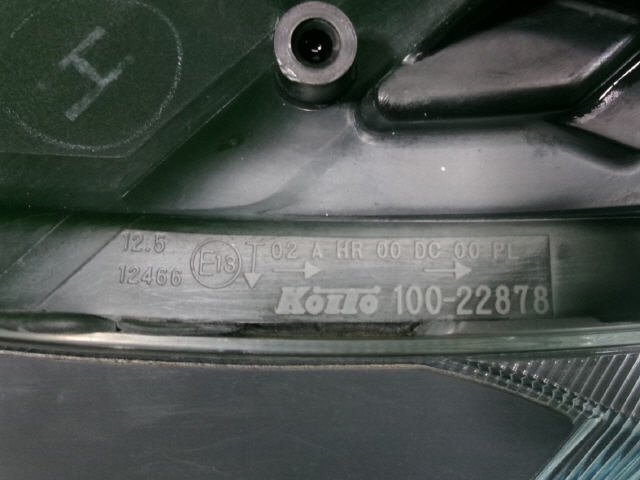 H
12.5
12466
E13
02 A HR 00 DC 00 PL
KOITO 100-22878